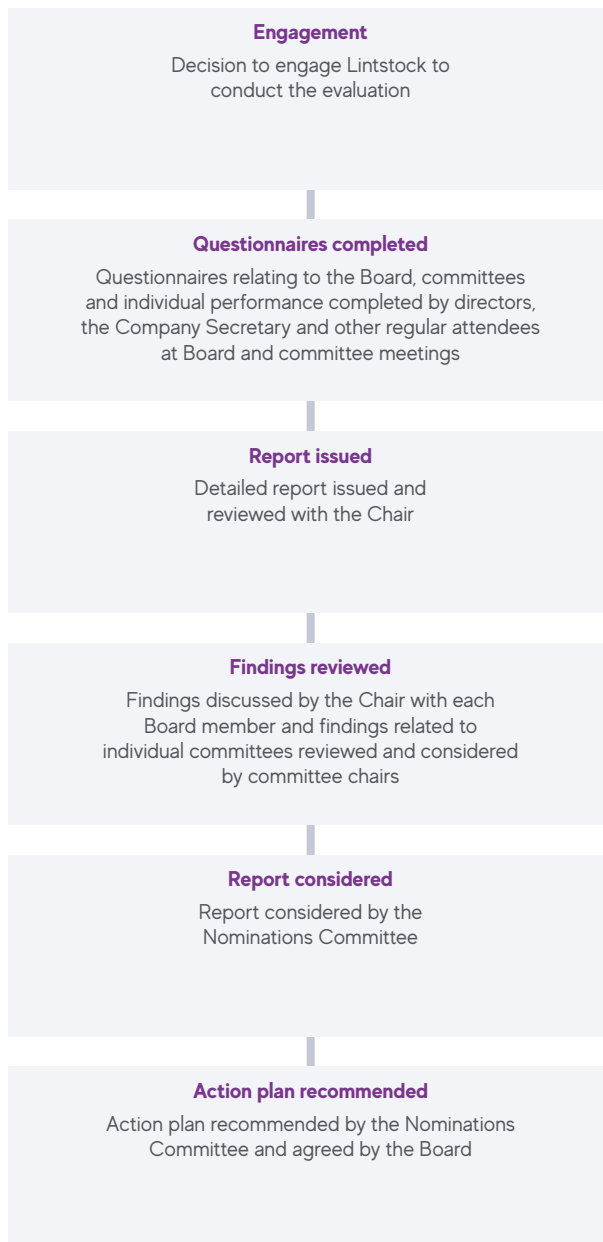 Engagement
Decision to engage Lintstock to
conduct the evaluation
Questionnaires completed
Questionnaires relating to the Board, committees
and individual performance completed by directors,
the Company Secretary and other regular attendees
at Board and committee meetings
Report issued
Detailed report issued and
reviewed with the Chair
Findings reviewed
Findings discussed by the Chair with each
Board member and findings related to
individual committees reviewed and considered
by committee chairs
Report considered
Report considered by the
Nominations Committee
Action plan recommended
Action plan recommended by the Nominations
Committee and agreed by the Board